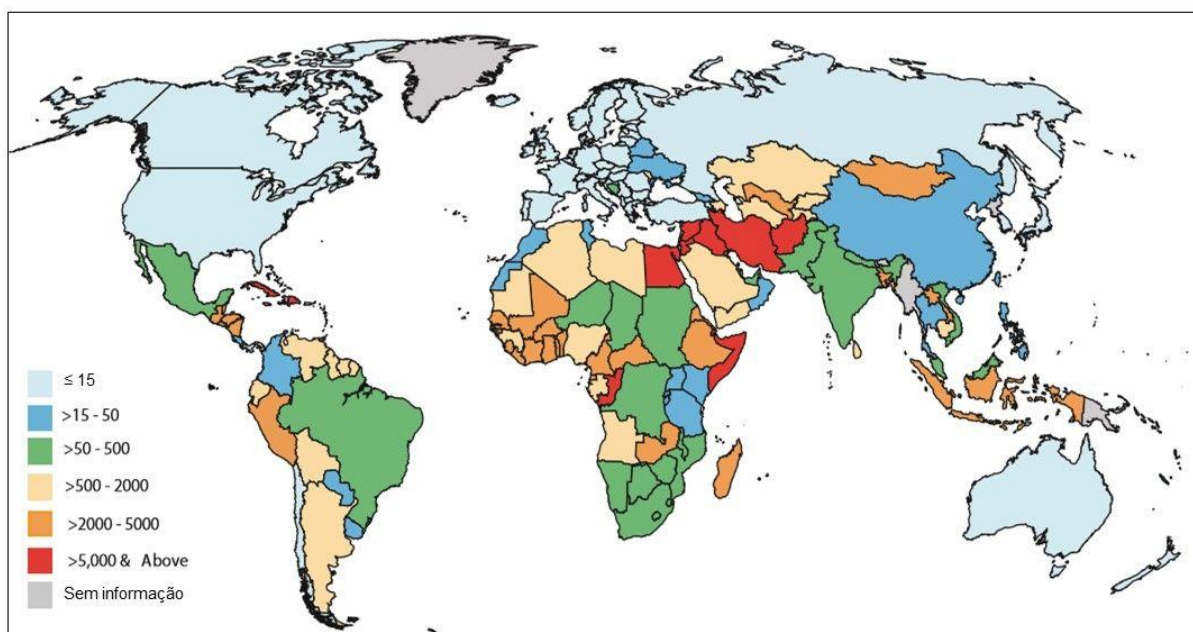 ≤ 15
>15 - 50
>50 - 500
>500 - 2000
>2000 - 5000
>5,000 & Above
Sem informação